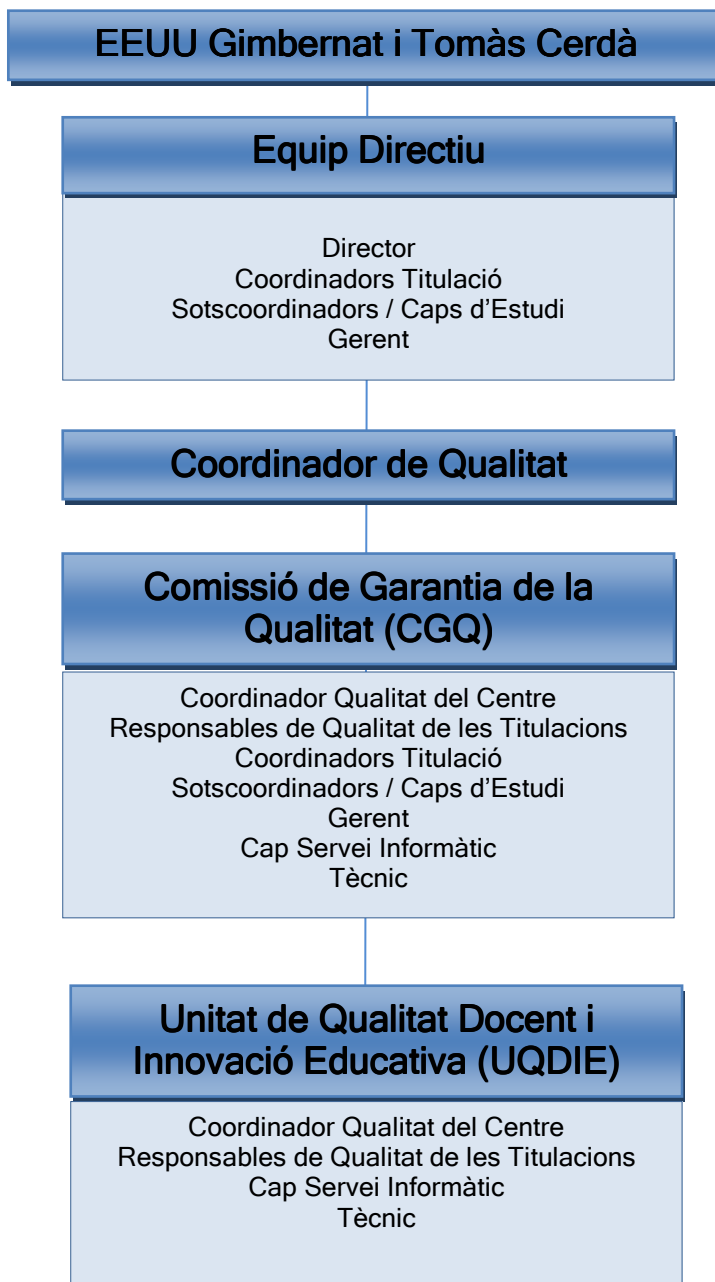 EEUU Gimbernat i Tomàs Cerdà
Equip Directiu
Director
Coordinadors Titulació
Sotscoordinadors / Caps d'Estudi
Gerent
Coordinador de Qualitat
Comissió de Garantia de la
Qualitat (CGQ)
Coordinador Qualitat del Centre
Responsables de Qualitat de les Titulacions
Coordinadors Titulació
Sotscoordinadors / Caps d'Estudi
Gerent
Cap Servei Informàtic
Tècnic
Unitat de Qualitat Docent i
Innovació Educativa (UQDIE)
Coordinador Qualitat del Centre
Responsables de Qualitat de les Titulacions
Cap Servei Informàtic
Tècnic